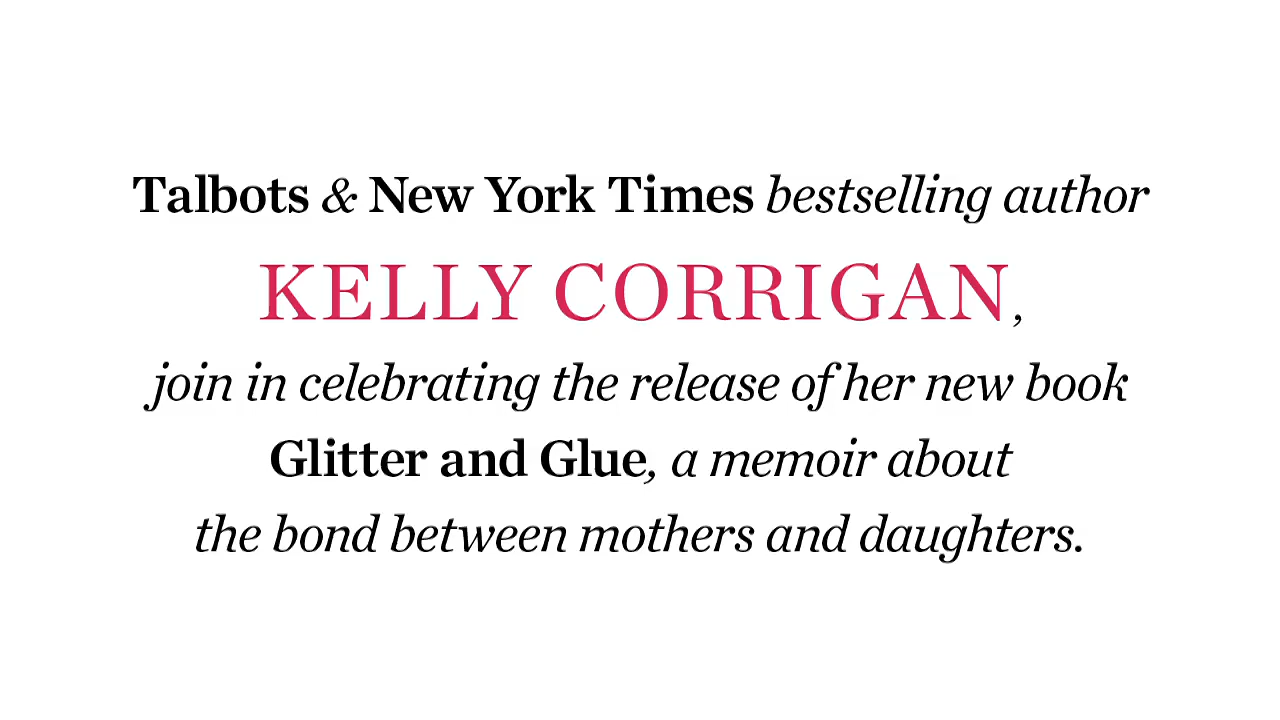 Talbots & New York Times bestselling author
KELLY CORRIGAN,
join in celebrating the release of her new book
Glitter and Glue, a memoir about
the bond between mothers and daughters.